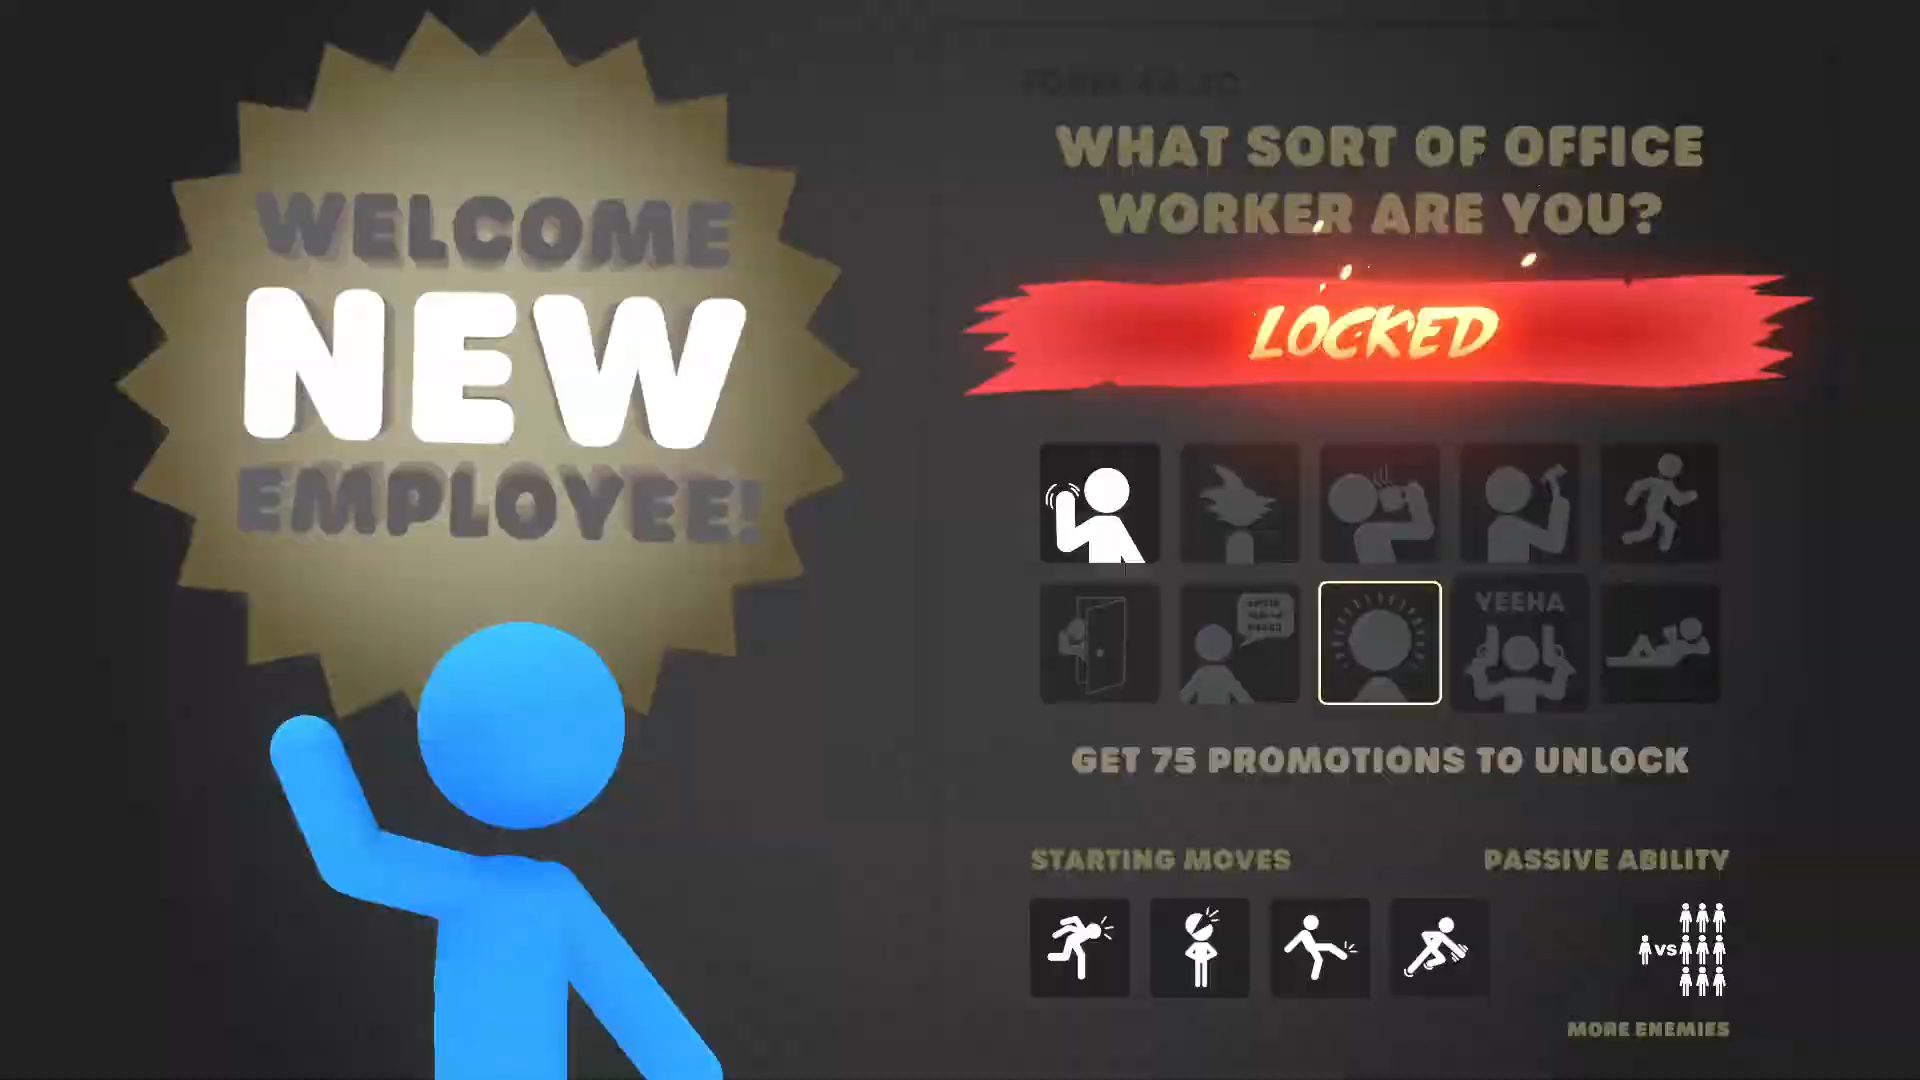 WELCOME
NEW
EMPLOYEE!
WHAT SORT OF OFFICE
WORKER ARE YOU?
LOCKED
YEEHA
GET 75 PROMOTIONS TO UNLOCK
STARTING MOVES
PASSIVE ABILITY
VS
MORE ENEMIES